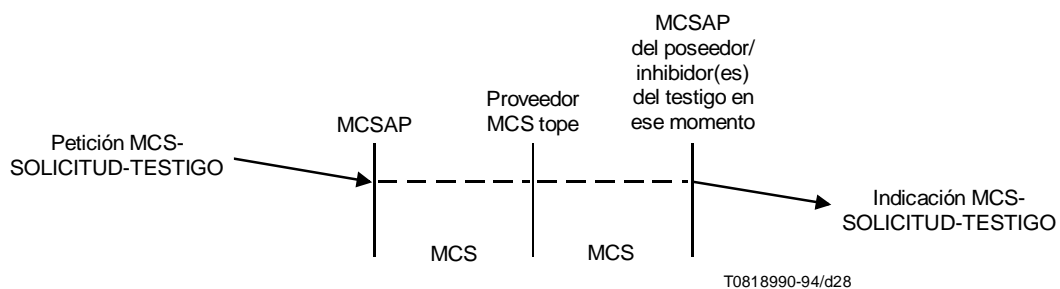 MCSAP
del poseedor/
inhibidor(es)
del testigo en
ese momento
Proveedor
MCS tope
MCSAP
Petición MCS-
SOLICITUD-TESTIGO
Indicación MCS-
SOLICITUD-TESTIGO
MCS
MCS
T0818990-94/d28